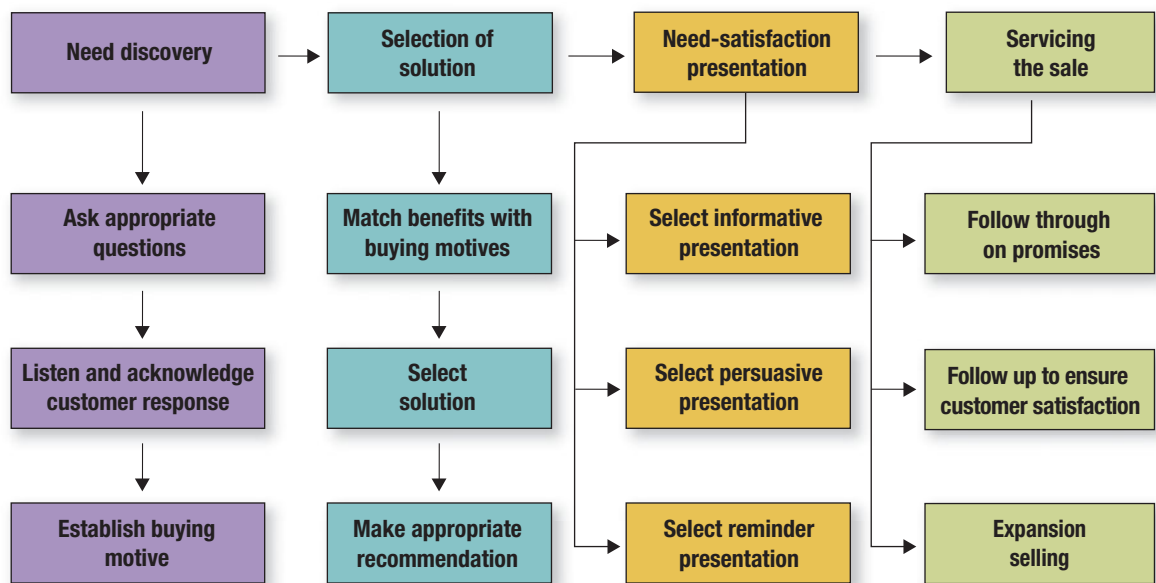 Need discovery
Selection of
solution
Need-satisfaction
presentation
Servicing
the sale
Ask appropriate
questions
Match benefits with
buying motives
Select informative
presentation
Follow through
on promises
Listen and acknowledge
customer response
Select
solution
Select persuasive
presentation
Follow up to ensure
customer satisfaction
Establish buying
motive
Make appropriate
recommendation
Select reminder
presentation
Expansion
selling